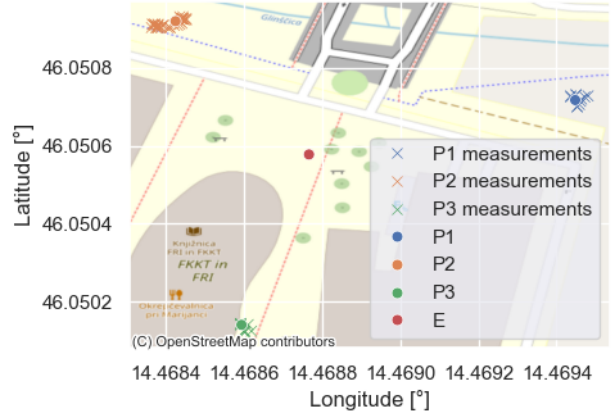 Glinščica
46.0508
46.0506
46.0504
46.0502
Latitude [°]
P1 measurements
P2 measurements
P3 measurements
P1
P2
P3
E
Knjižnica
FRI in FKKT
FKKT in
FRI
Okrepčevalnica
pri Marijanci
(C) OpenStreetMap contributors
14.4684 14.4686 14.4688 14.4690 14.4692 14.4694
Longitude [°]